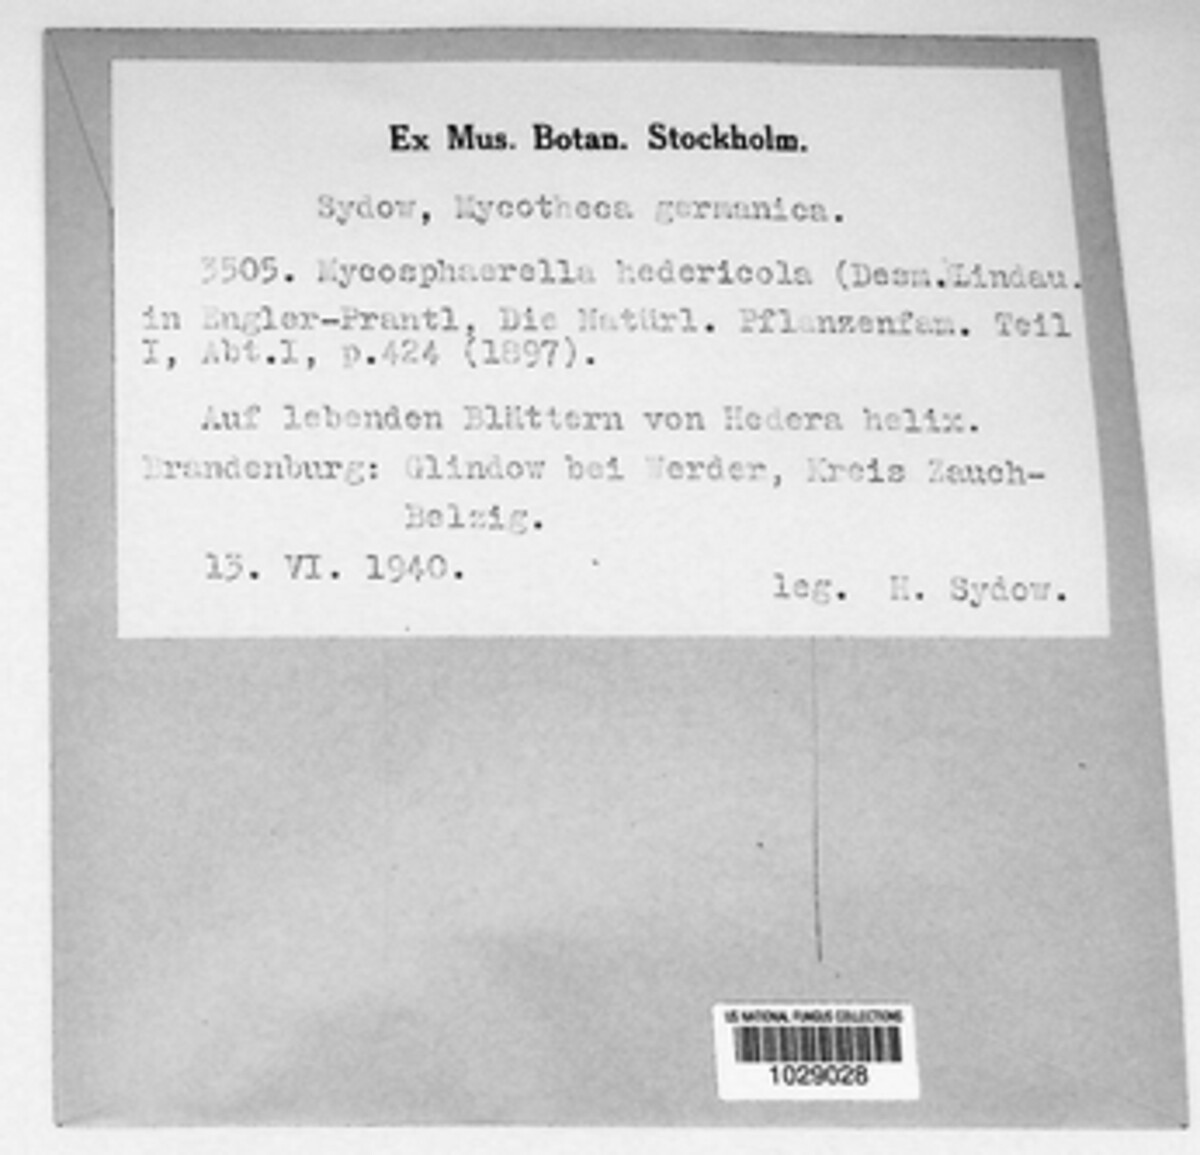 Ex Mus. Botan. Stockholm.
Sydow, Mycotheca germanica.
3505. Mycosphaerella hedericola (Desm.)Lindau.
in Engler-Prantl, Die Natürl. Pflanzenfam. Teil
I, Abt.I, p.424 (1897).
Auf lebenden Blättern von Hedera helix.
Brandenburg: Glindow bei Werder, Kreis Zauch-
Belzig.
13. VI. 1940.
leg. H. Sydow.
US NATIONAL FUNGUS COLLECTIONS
1029028